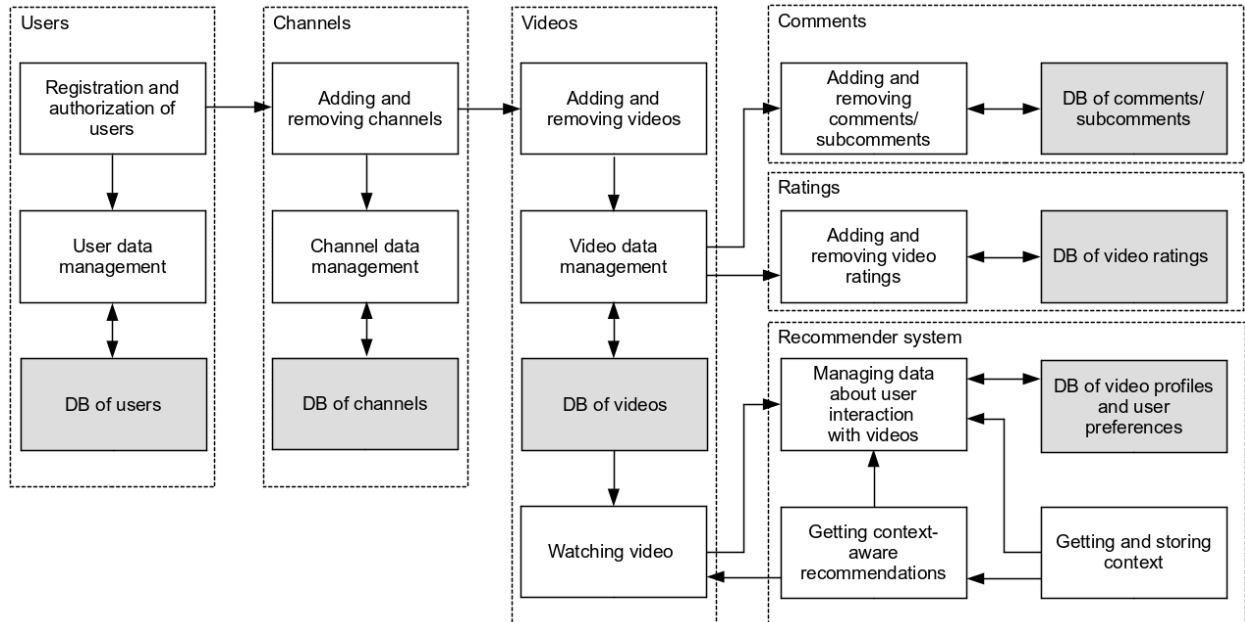 Users
Registration and
authorization of
users
User data
management
DB of users
Channels
Adding and
removing channels
Channel data
management
DB of channels
Videos
Adding and
removing videos
Video data
management
DB of videos
Watching video
Comments
Adding and
removing
comments/
subcomments
DB of comments/
subcomments
Ratings
Adding and
removing video
ratings
DB of video ratings
Recommender system
Managing data
about user
interaction
with videos
DB of video profiles
and user
preferences
Getting context-
aware
recommendations
Getting and storing
context